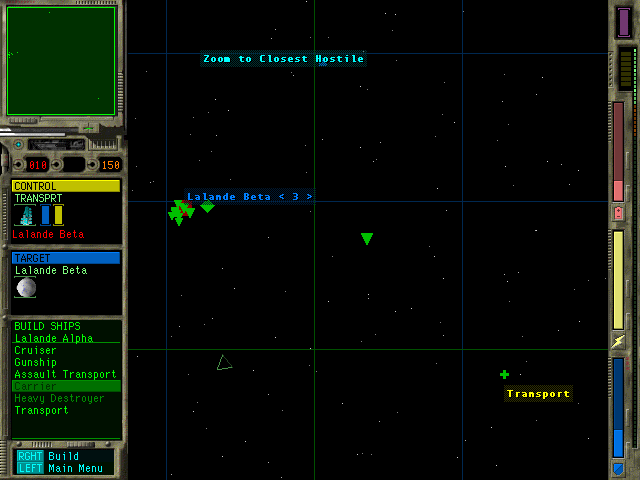 Zoom to Closest Hostile
010
150
CONTROL
TRANSPRT
Lalande Beta
Lalande Beta < 3 >
TARGET
Lalande Beta
BUILD SHIPS
Lalande Alpha
Cruiser
Gunship
Assault Transport
Carrier
Heavy Destroyer
Transport
Transport
RGHT Build
LEFT Main Menu